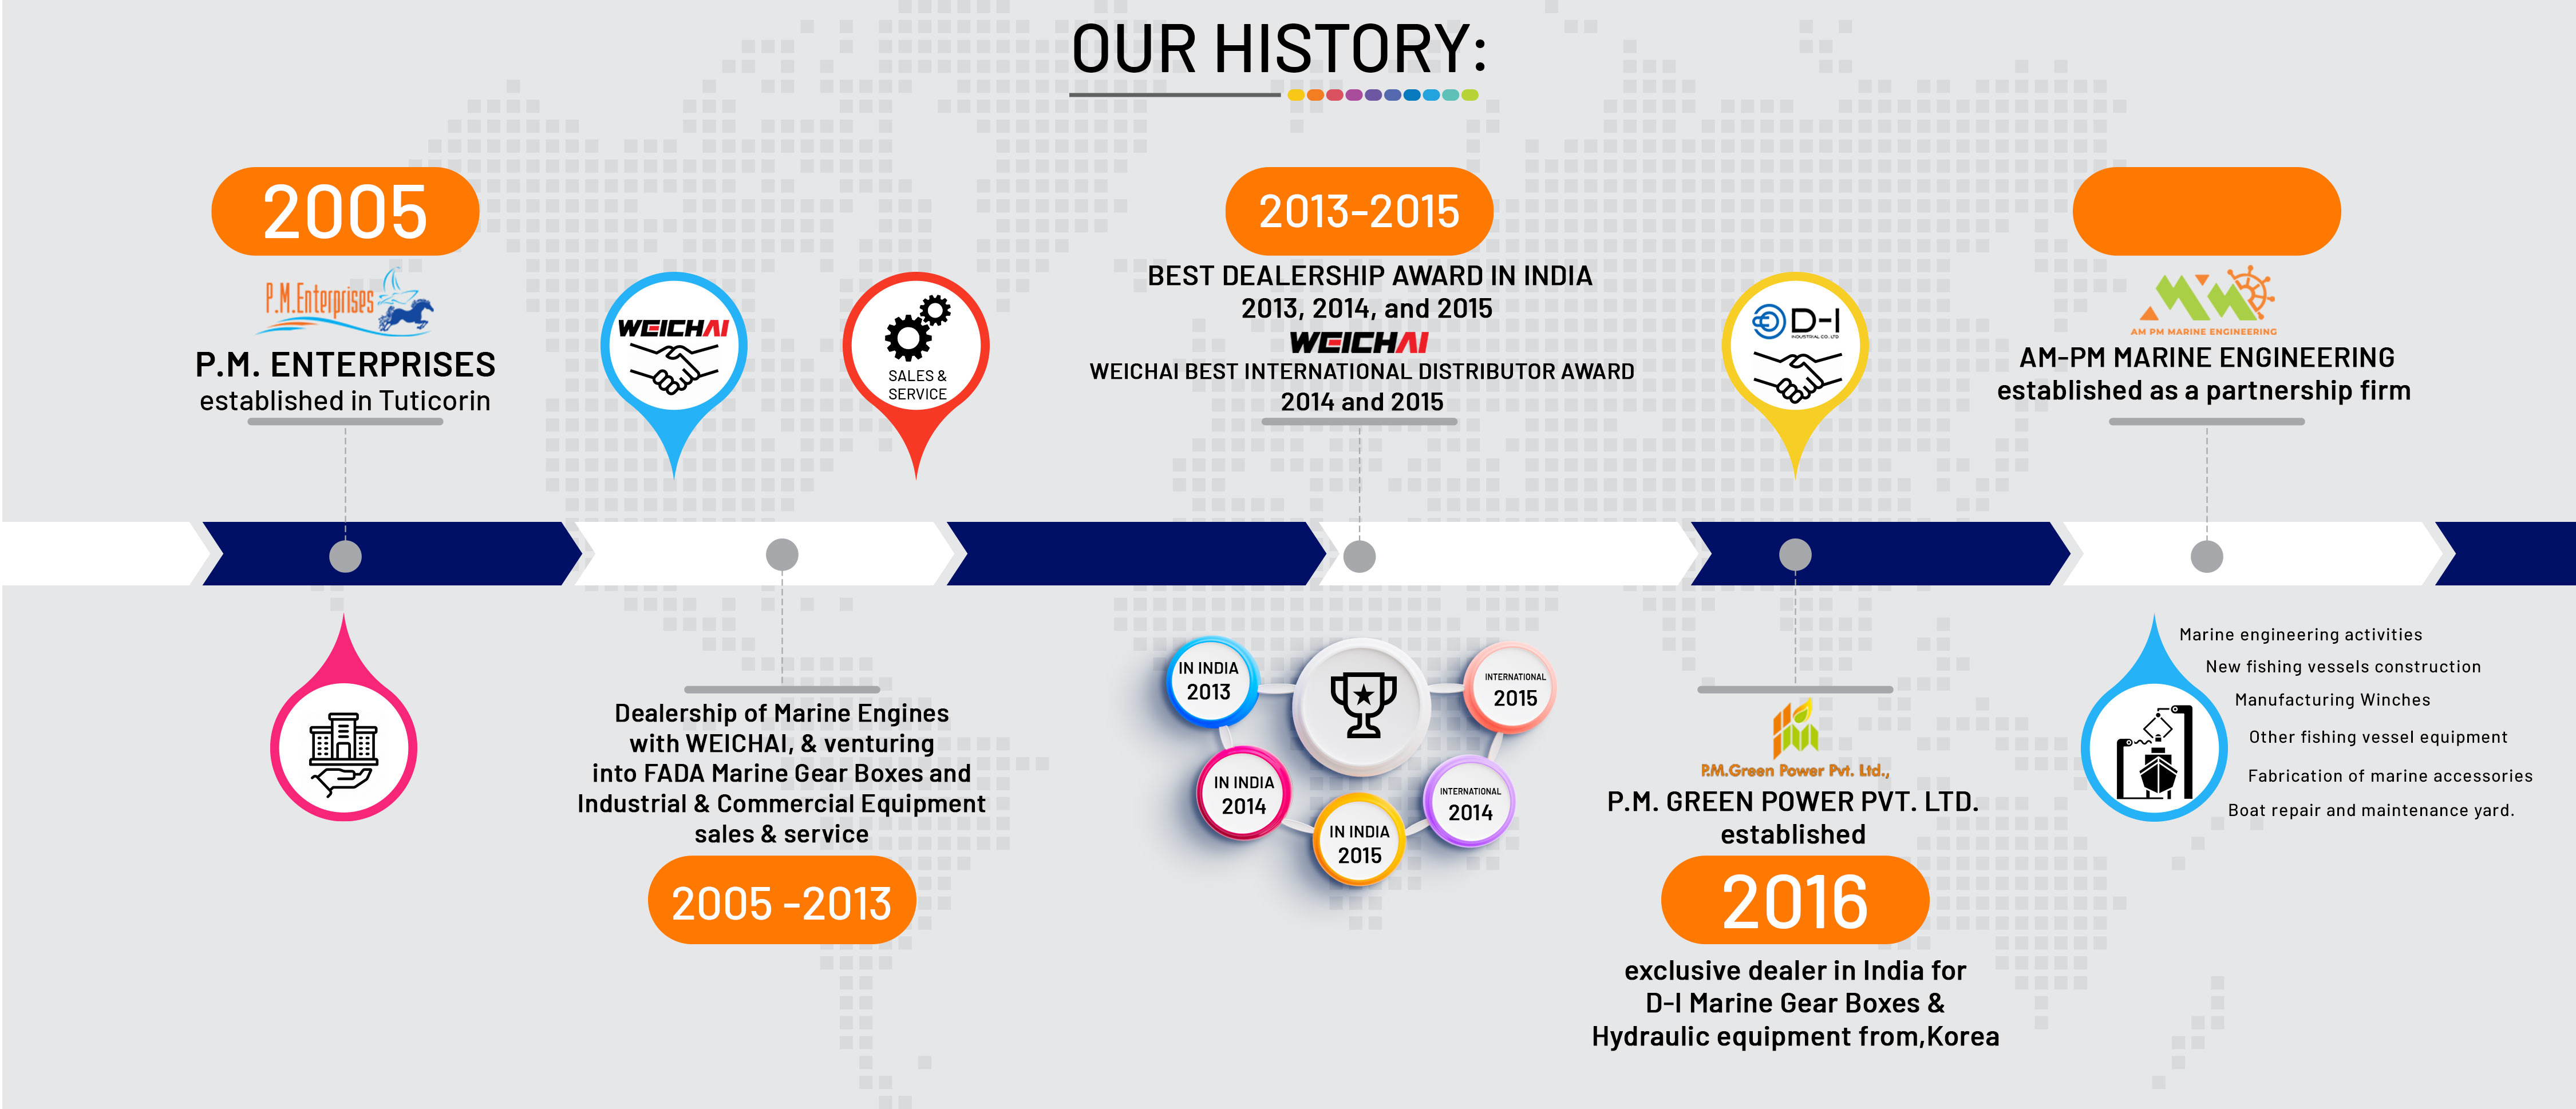 OUR HISTORY:
2005
P.M.Enterprises
P.M. ENTERPRISES
established in Tuticorin
WEICHAI
SALES &
SERVICE
Dealership of Marine Engines
with WEICHAI, & venturing
into FADA Marine Gear Boxes and
Industrial & Commercial Equipment
sales & service
2005 -2013
2013-2015
BEST DEALERSHIP AWARD IN INDIA
2013, 2014, and 2015
WEICHAI
WEICHAI BEST INTERNATIONAL DISTRIBUTOR AWARD
2014 and 2015
IN INDIA
2013
IN INDIA
2014
IN INDIA
2015
INTERNATIONAL
2014
INTERNATIONAL
2015
D-I
INDUSTRIAL CO., LTD
P.M.Green Power Pvt. Ltd.,
P.M. GREEN POWER PVT. LTD.
established
2016
exclusive dealer in India for
D-I Marine Gear Boxes &
Hydraulic equipment from,Korea
AM PM MARINE ENGINEERING
AM-PM MARINE ENGINEERING
established as a partnership firm
Marine engineering activities
New fishing vessels construction
Manufacturing Winches
Other fishing vessel equipment
Fabrication of marine accessories
Boat repair and maintenance yard.